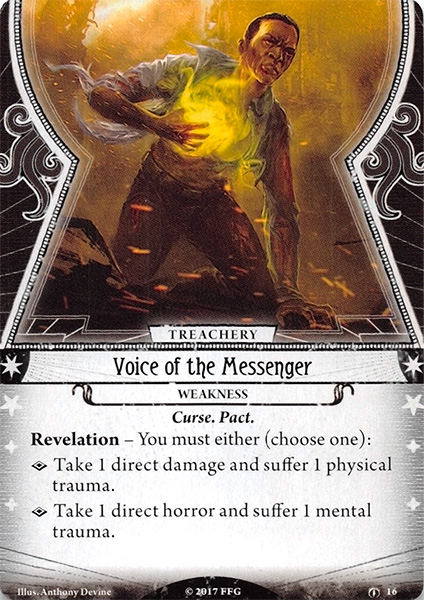 TREACHERY
Voice of the Messenger
WEAKNESS
Curse. Pact.
Revelation – You must either (choose one):
Take 1 direct damage and suffer 1 physical
trauma.
Take 1 direct horror and suffer 1 mental
trauma.
Illus. Anthony Devine
© 2017 FFG
16